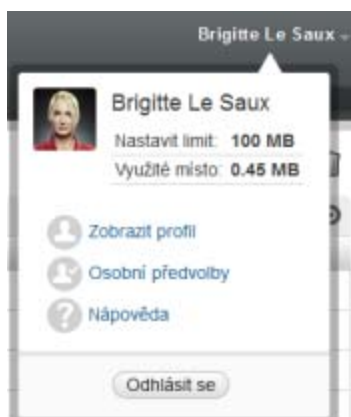 Brigitte Le Saux
Brigitte Le Saux
Nastavit limit: 100 MB
Využité místo: 0.45 MB
Zobrazit profil
Osobní předvolby
Nápověda
Odhlásit se